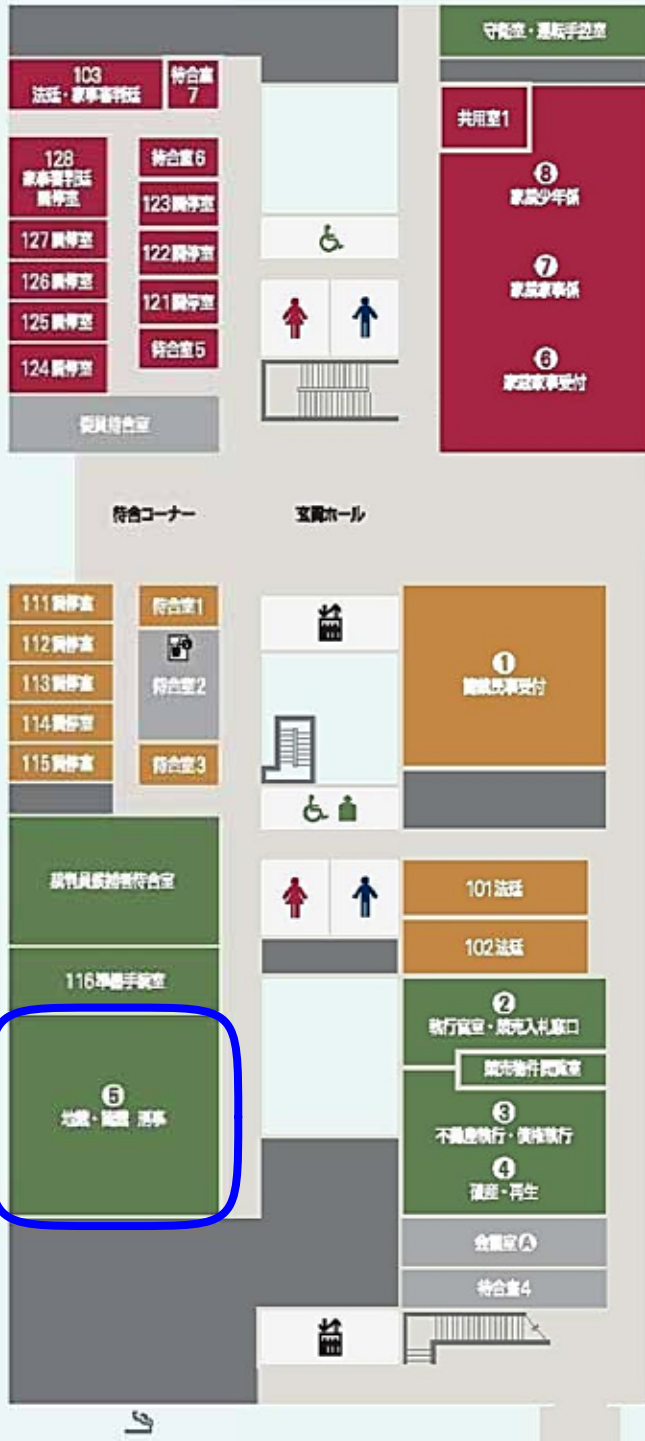 守衛室・運転手控室
103
法廷・家事審判廷
待合室
7
共用室1
128
家事審判廷
調停室
待合室6
8
家裁少年係
127調停室
123調停室
126調停室
122調停室
7
家裁家事係
125調停室
121調停室
124調停室
待合室5
6
家裁家事受付
委員待合室
待合コーナー
玄関ホール
111調停室
待合室1
112調停室
113調停室
待合室2
1
簡裁民事受付
114調停室
115調停室
待合室3
裁判員候補者待合室
101法廷
102法廷
116準備手続室
2
執行官室・競売入札窓口
競売物件閲覧室
5
地裁・簡裁 刑事
3
不動産執行・債権執行
4
破産・再生
会議室A
待合室4